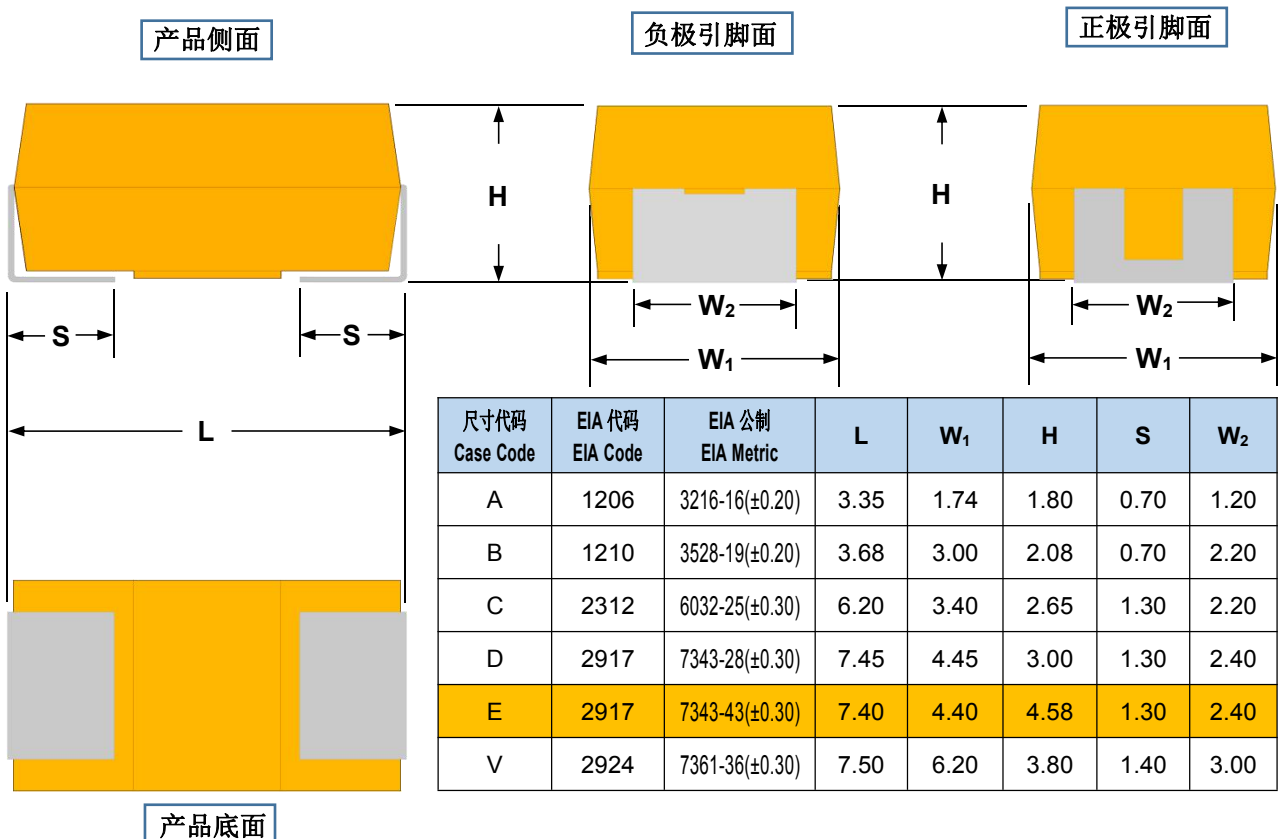 产品侧面
负极引脚面
正极引脚面
H
H
S
S
W₂
W₂
W₁
W₁
L
尺寸代码 EIA 代码 EIA 公制 L W₁ H S W₂
Case Code EIA Code EIA Metric
A 1206 3216-16(±0.20) 3.35 1.74 1.80 0.70 1.20
B 1210 3528-19(±0.20) 3.68 3.00 2.08 0.70 2.20
C 2312 6032-25(±0.30) 6.20 3.40 2.65 1.30 2.20
D 2917 7343-28(±0.30) 7.45 4.45 3.00 1.30 2.40
E 2917 7343-43(±0.30) 7.40 4.40 4.58 1.30 2.40
V 2924 7361-36(±0.30) 7.50 6.20 3.80 1.40 3.00
产品底面